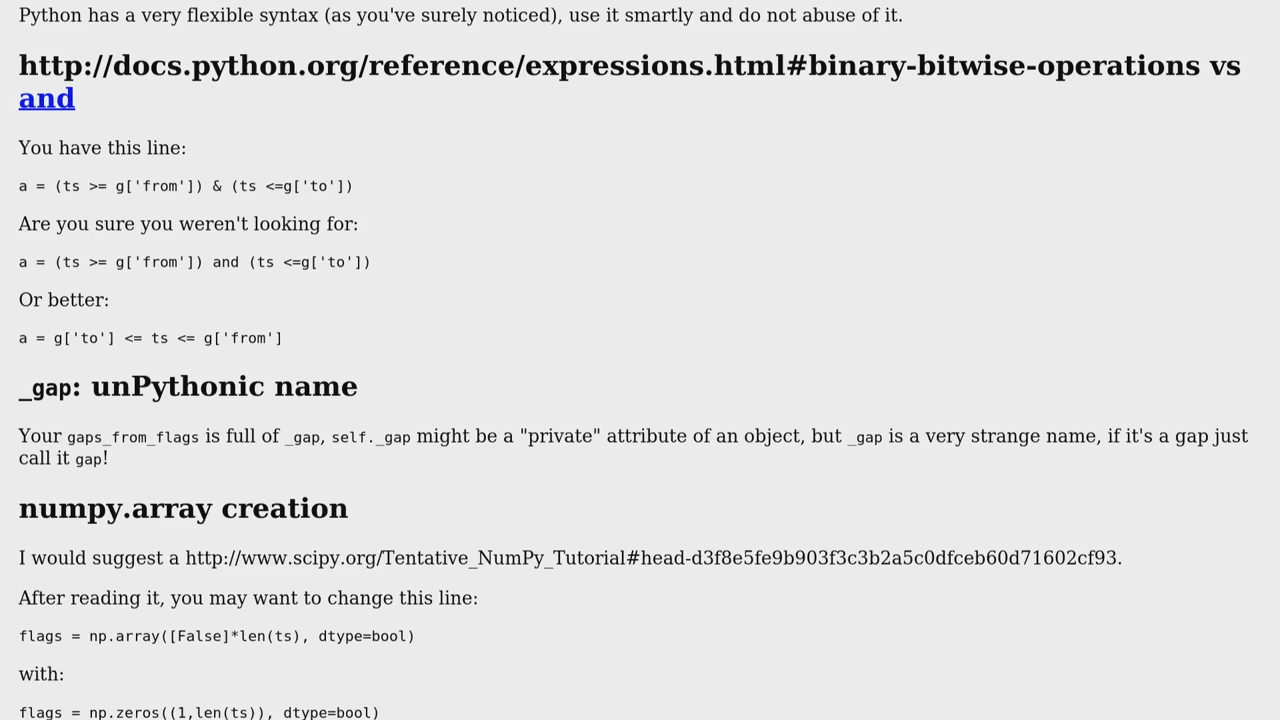 Python has a very flexible syntax (as you've surely noticed), use it smartly and do not abuse of it.
http://docs.python.org/reference/expressions.html#binary-bitwise-operations vs
and
You have this line:
a = (ts >= g['from']) & (ts <=g['to'])
Are you sure you weren't looking for:
a = (ts >= g['from']) and (ts <=g['to'])
Or better:
a = g['to'] <= ts <= g['from']
_gap: unPythonic name
Your gaps_from_flags is full of _gap, self._gap might be a "private" attribute of an object, but _gap is a very strange name, if it's a gap just
call it gap!
numpy.array creation
I would suggest a http://www.scipy.org/Tentative_NumPy_Tutorial#head-d3f8e5fe9b903f3c3b2a5c0dfceb60d71602cf93.
After reading it, you may want to change this line:
flags = np.array([False]*len(ts), dtype=bool)
with:
flags = np.zeros((1,len(ts)), dtype=bool)